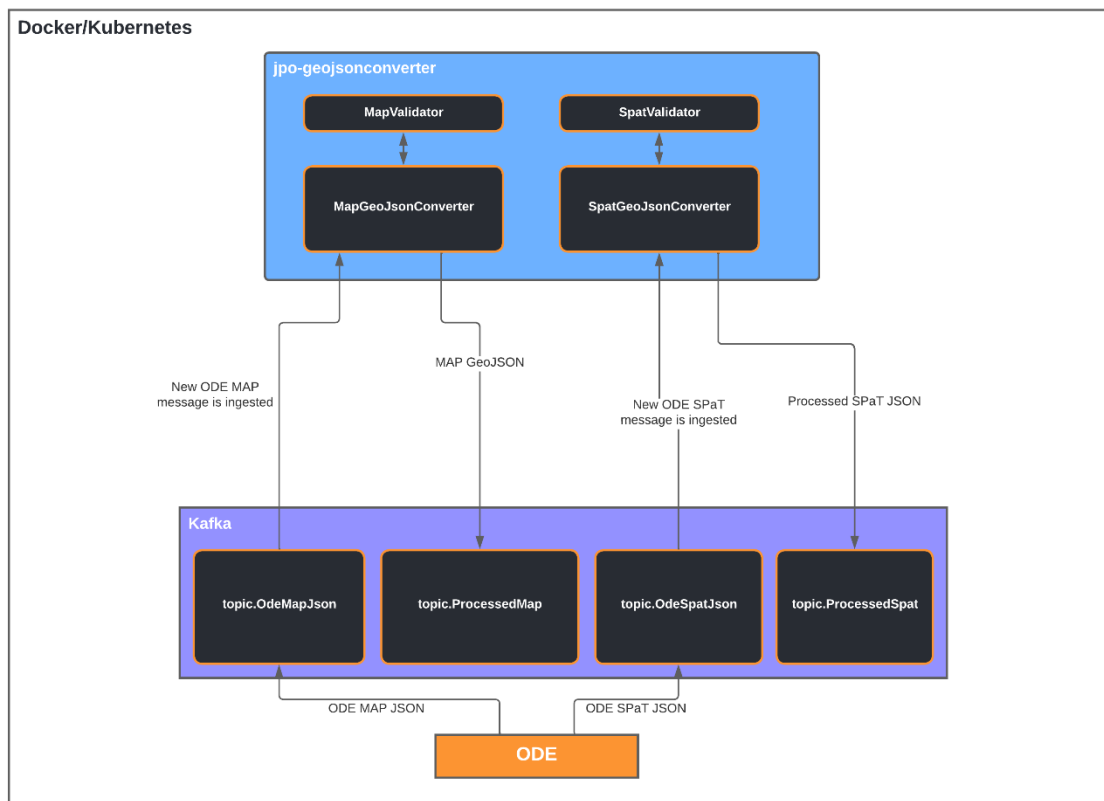 Docker/Kubernetes
jpo-geojsonconverter
MapValidator
SpatValidator
MapGeoJsonConverter
SpatGeoJsonConverter
MAP GeoJSON
New ODE MAP
message is ingested
New ODE SPaT
message is ingested
Processed SPaT JSON
Kafka
topic.OdeMapJson
topic.ProcessedMap
topic.OdeSpatJson
topic.ProcessedSpat
ODE MAP JSON
ODE SPaT JSON
ODE